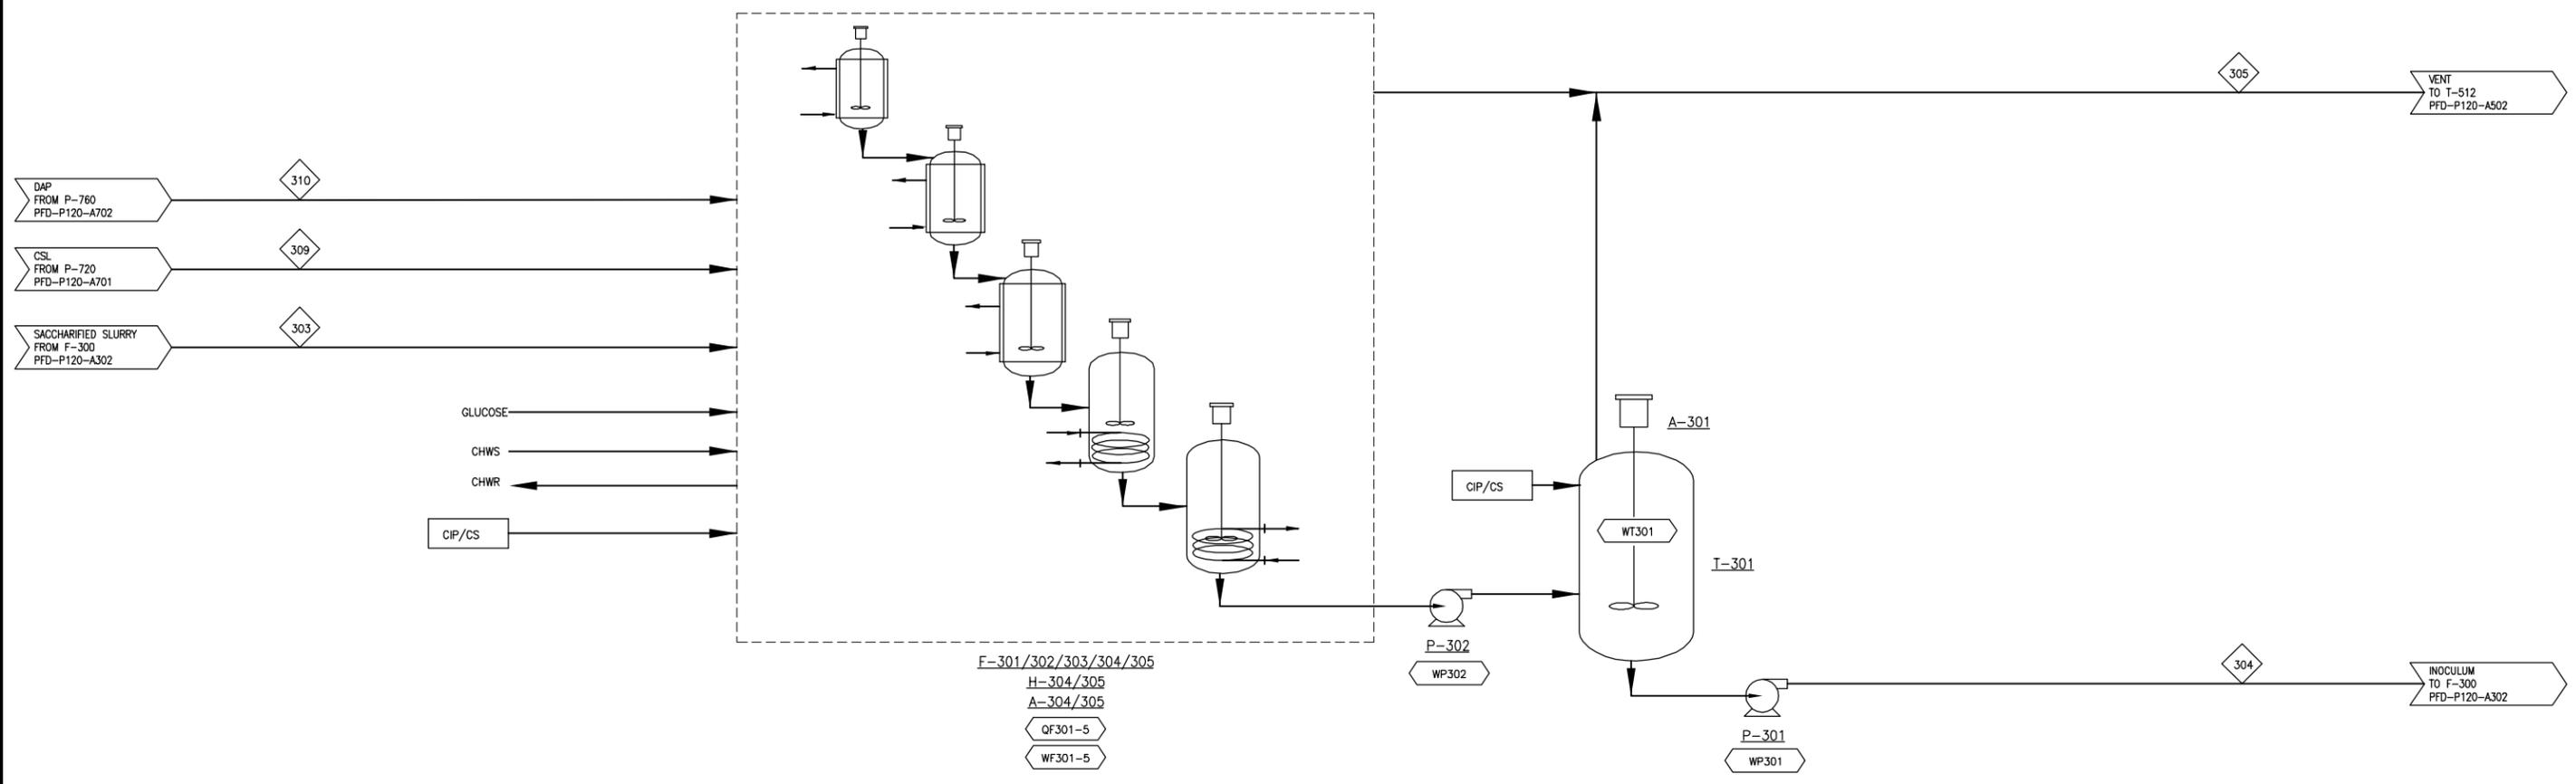 305
VENT
TO T-512
PFD-P120-A502
310
DAP
FROM P-760
PFD-P120-A702
309
CSL
FROM P-720
PFD-P120-A701
303
SACCHARIFIED SLURRY
FROM F-300
PFD-P120-A302
GLUCOSE
CHWS
CHWR
CIP/CS
A-301
CIP/CS
WT301
T-301
P-302
WP302
F-301/302/303/304/305
H-304/305
A-304/305
QF301-5
WF301-5
304
INOCULUM
TO F-300
PFD-P120-A302
P-301
WP301